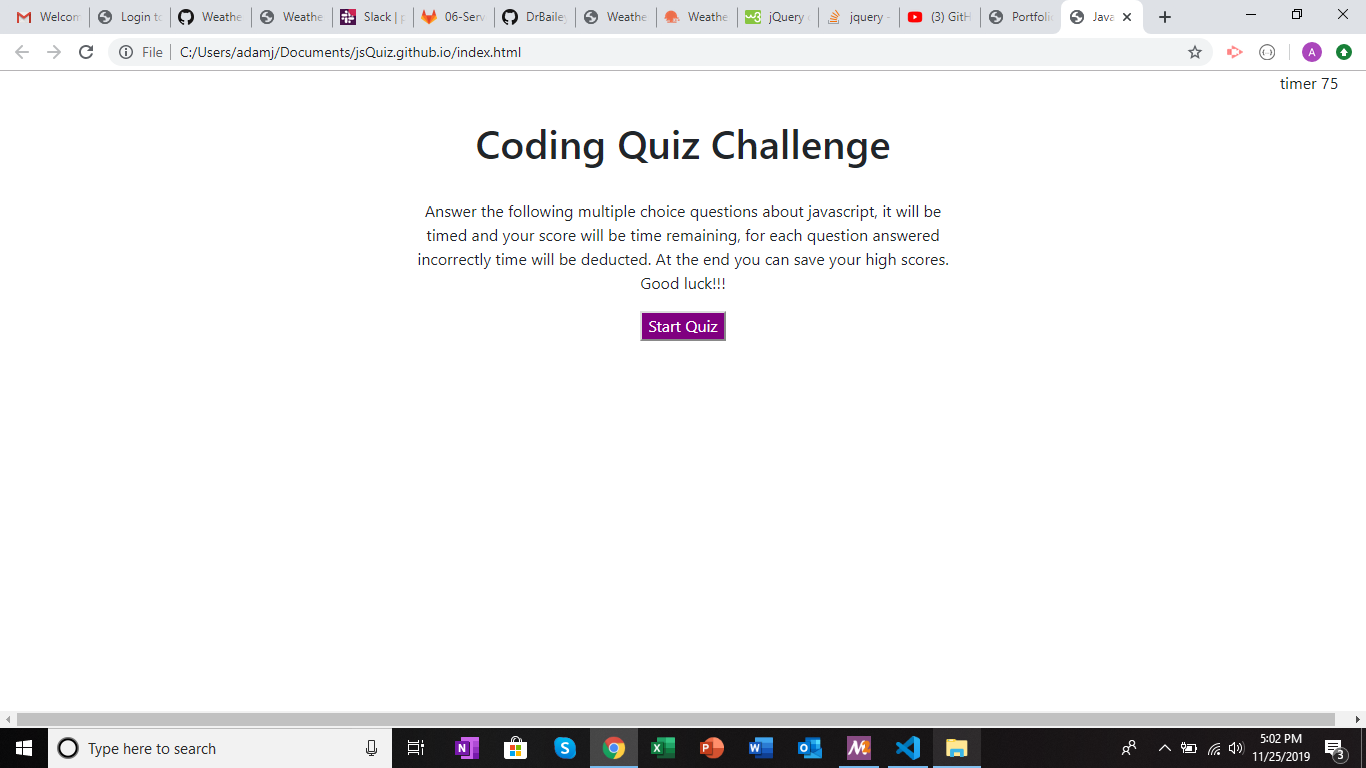 Welcom
Login to
Weathe
Weathe
Slack | p
06-Serv
DrBailey
Weathe
Weathe
jQuery
jquery -
(3) GitH
Portfolio
Java
File
C:/Users/adamj/Documents/jsQuiz.github.io/index.html
A
timer 75
Coding Quiz Challenge
Answer the following multiple choice questions about javascript, it will be
timed and your score will be time remaining, for each question answered
incorrectly time will be deducted. At the end you can save your high scores.
Good luck!!!
Start Quiz
Type here to search
5:02 PM
11/25/2019
3